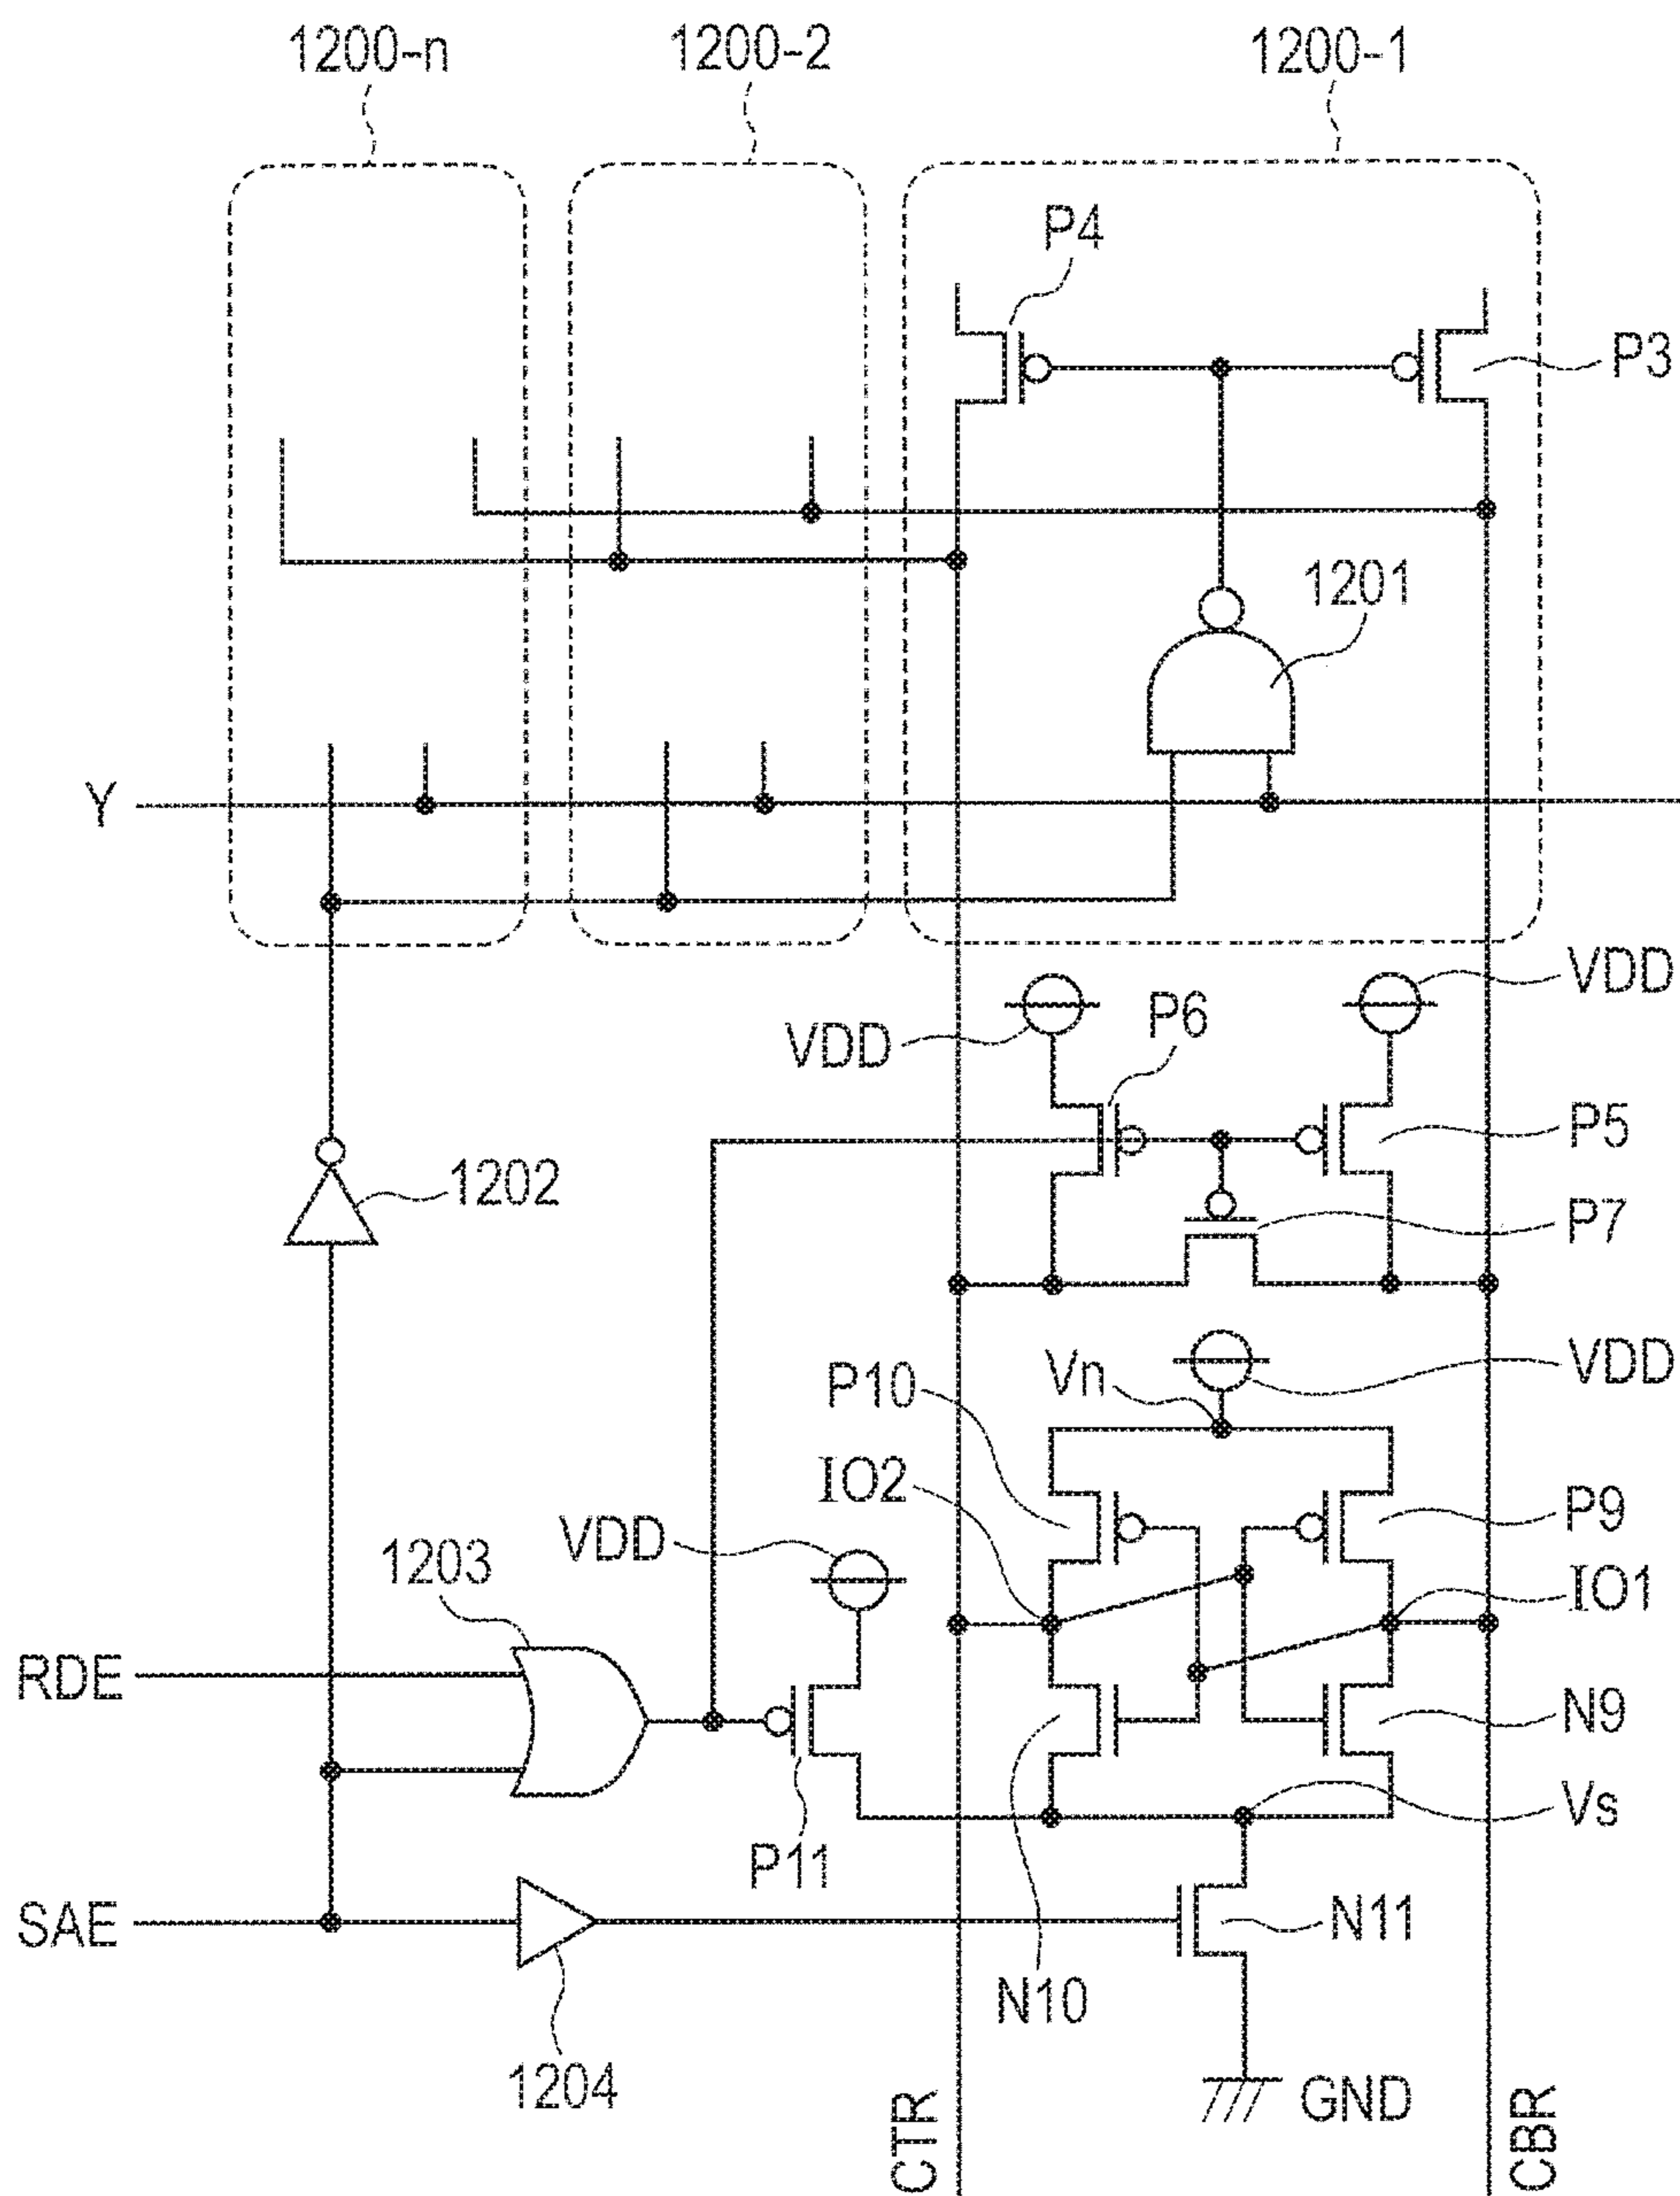 1200-n
1200-2
1200-1
P4
P3
1201
Y
VDD
VDD
P6
P5
1202
P7
Vn
VDD
P10
IO2
P9
VDD
1203
IO1
RDE
N9
Vs
P11
SAE
N11
N10
1204
GND
CTR
CBR